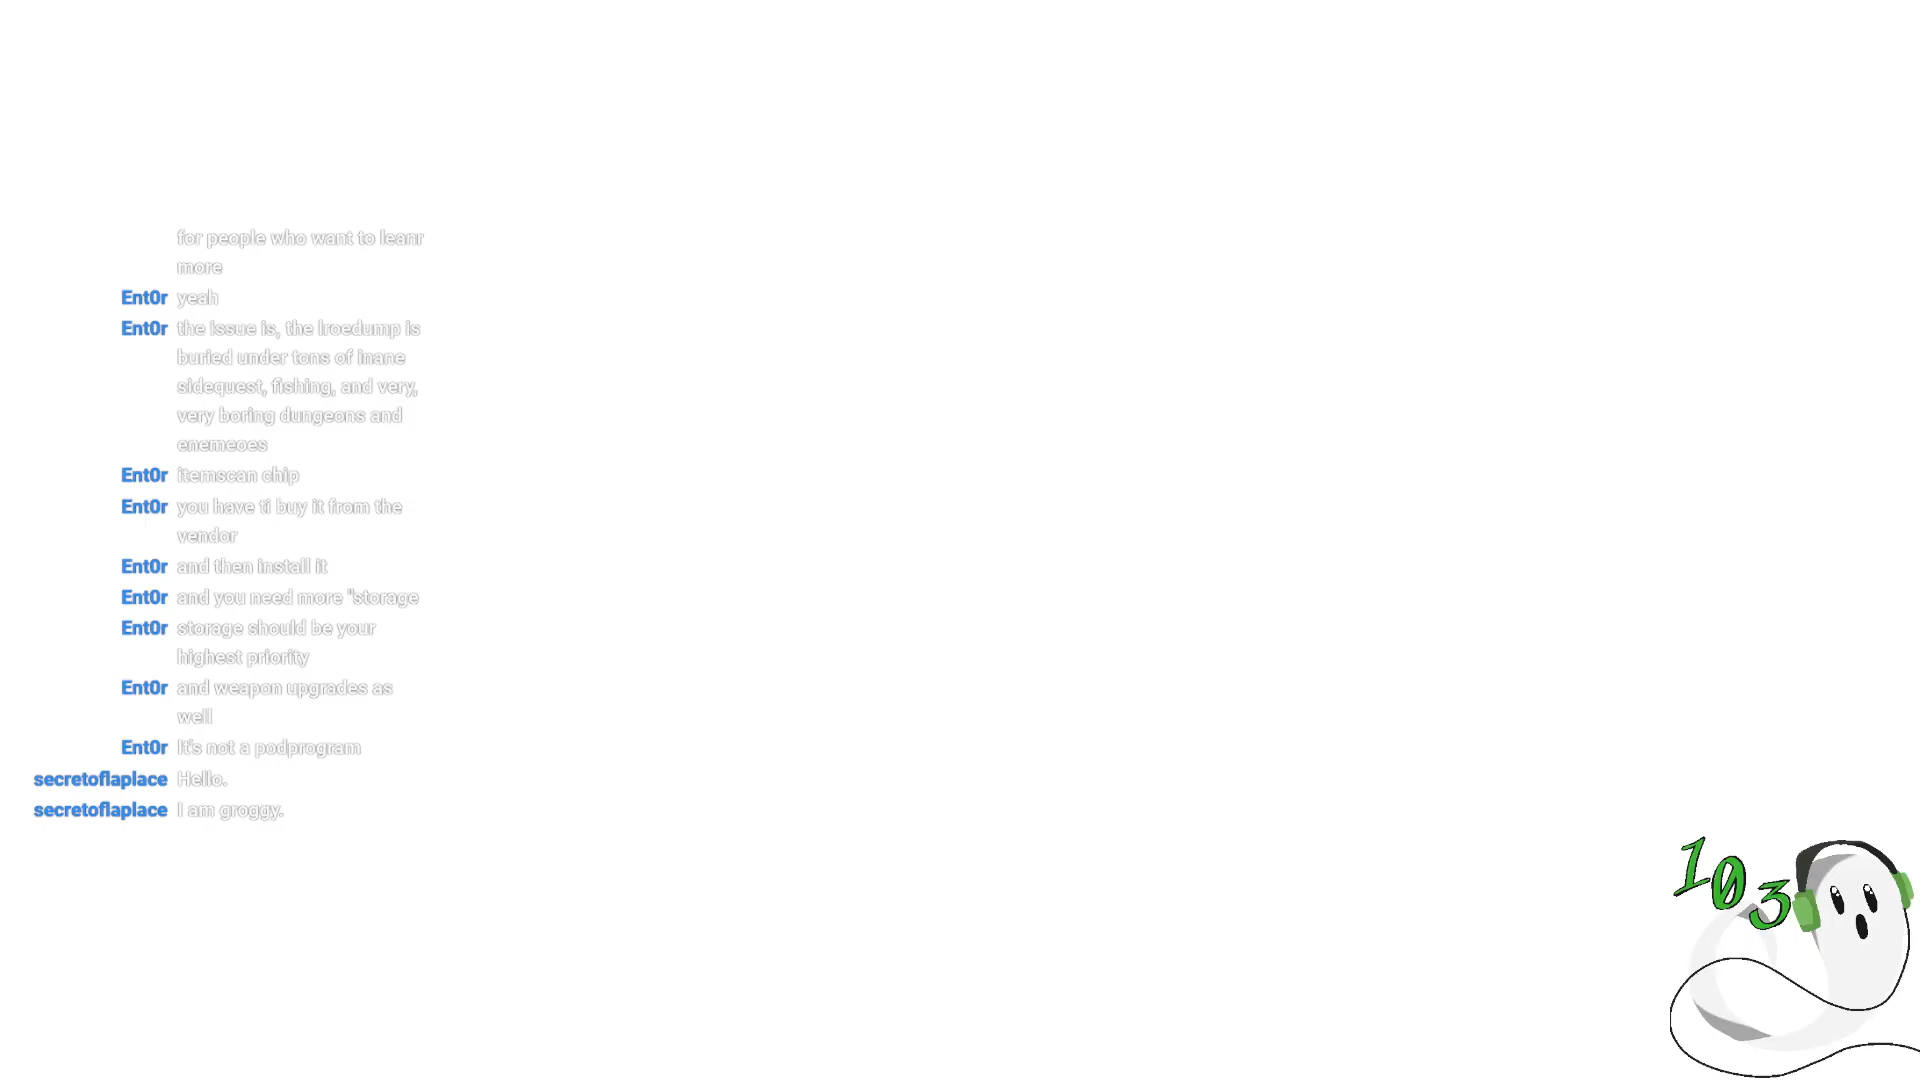 for people who want to leanr
more
Ent0r yeah
Ent0r the issue is, the lroedump is
buried under tons of inane
sidequest, fishing, and very,
very boring dungeons and
enemeoes
Ent0r itemscan chip
Ent0r you have ti buy it from the
vendor
Ent0r and then install it
Ent0r and you need more "storage
Ent0r storage should be your
highest priority
Ent0r and weapon upgrades as
well
Ent0r It's not a podprogram
secretoflaplace Hello.
secretoflaplace I am groggy.
103